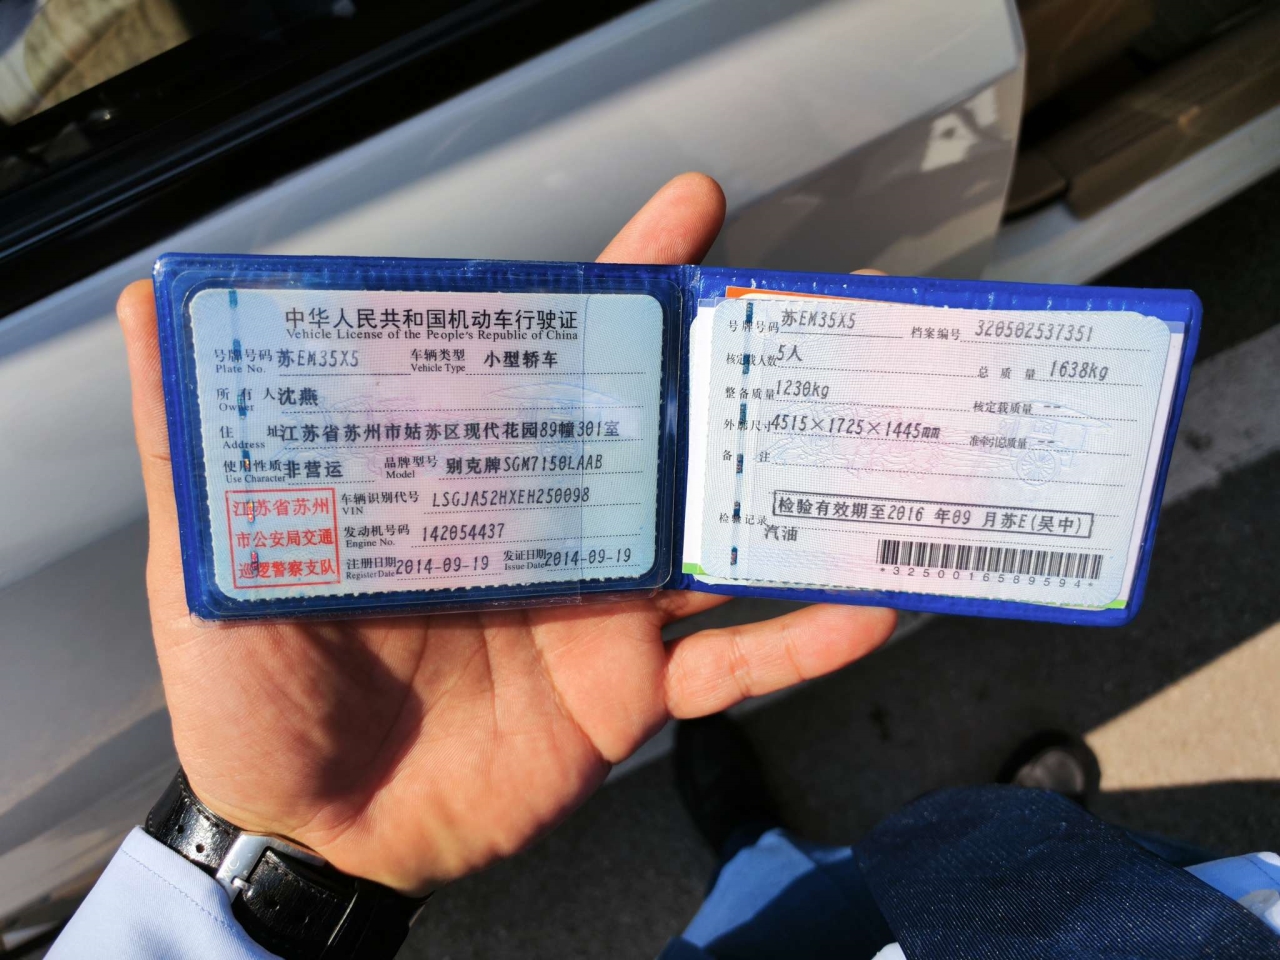 中华人民共和国机动车行驶证
Vehicle License of the People's Republic of China
号牌号码 苏EM35X5 车辆类型 小型轿车
Plate No. Vehicle Type
所有人 沈燕
Owner
住址 江苏省苏州市姑苏区现代花园89幢301室
Address
使用性质 非营运 品牌型号 别克牌SGM7150LAAB
Use Character Model
江苏省苏州
市公安局交通
巡逻警察支队
车辆识别代号 LSGJA52HXEH250098
VIN
发动机号码 142054437
Engine No.
注册日期 2014-09-19 发证日期 2014-09-19
Register Date Issue Date
号牌号码 苏EM35X5 档案编号 320502537351
核定载人数 5人 总质量 1638kg
整备质量 1230kg 核定载质量 --
外廓尺寸 4515×1725×1445mm 准牵引总质量 --
备注
检验有效期至2016 年09 月苏E(吴中)
检验记录
汽油
*3250016589594*